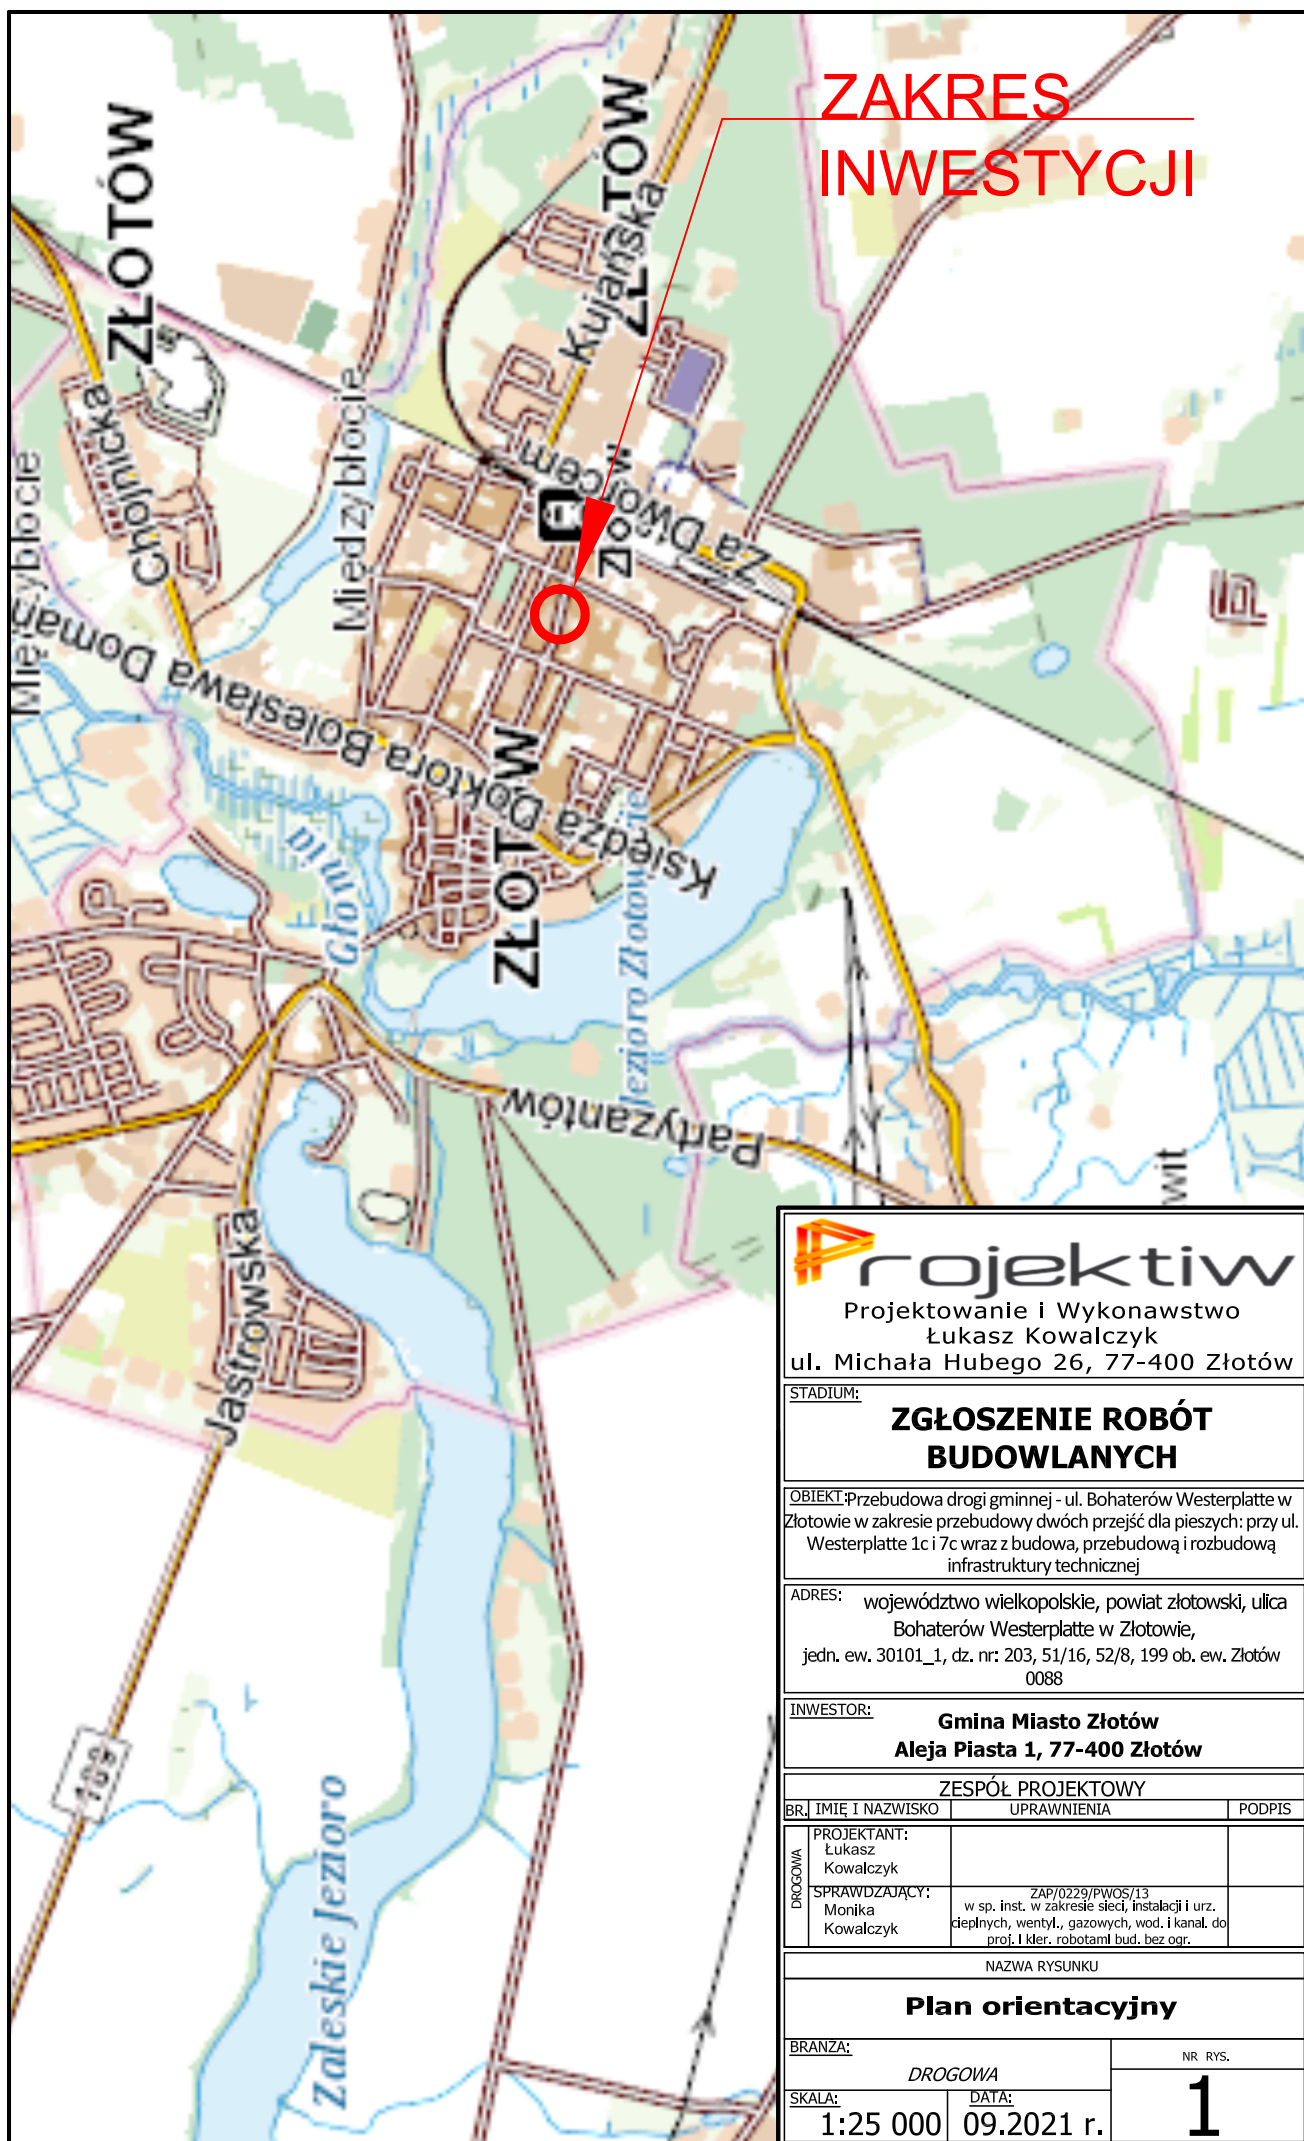 ZAKRES
INWESTYCJI
ZŁOTÓW
ZŁOTÓW
Kujańska
Chojnicka
Międzybłocie
Międzybłocie
Za Dworcem
Złotów
Księdza Doktora Bolesława Doman
ZŁOTÓW
Głomia
Jezioro Złotowskie
Partyzantów
Jastrowska
wit
189
Zaleskie Jezioro
Projektiw
Projektowanie i Wykonawstwo
Łukasz Kowalczyk
ul. Michała Hubego 26, 77-400 Złotów
STADIUM:
ZGŁOSZENIE ROBÓT
BUDOWLANYCH
OBIEKT: Przebudowa drogi gminnej - ul. Bohaterów Westerplatte w
Złotowie w zakresie przebudowy dwóch przejść dla pieszych: przy ul.
Westerplatte 1c i 7c wraz z budowa, przebudową i rozbudową
infrastruktury technicznej
ADRES: województwo wielkopolskie, powiat złotowski, ulica
Bohaterów Westerplatte w Złotowie,
jedn. ew. 30101_1, dz. nr: 203, 51/16, 52/8, 199 ob. ew. Złotów
0088
INWESTOR:
Gmina Miasto Złotów
Aleja Piasta 1, 77-400 Złotów
ZESPÓŁ PROJEKTOWY
BR. IMIĘ I NAZWISKO UPRAWNIENIA PODPIS
DROGOWA
PROJEKTANT:
Łukasz
Kowalczyk
SPRAWDZAJĄCY:
Monika
Kowalczyk
ZAP/0229/PWOS/13
w sp. inst. w zakresie sieci, instalacji i urz.
cieplnych, wentyl., gazowych, wod. i kanal. do
proj. i kier. robotami bud. bez ogr.
NAZWA RYSUNKU
Plan orientacyjny
BRANZA:
DROGOWA
NR RYS.
1
SKALA:
1:25 000
DATA:
09.2021 r.